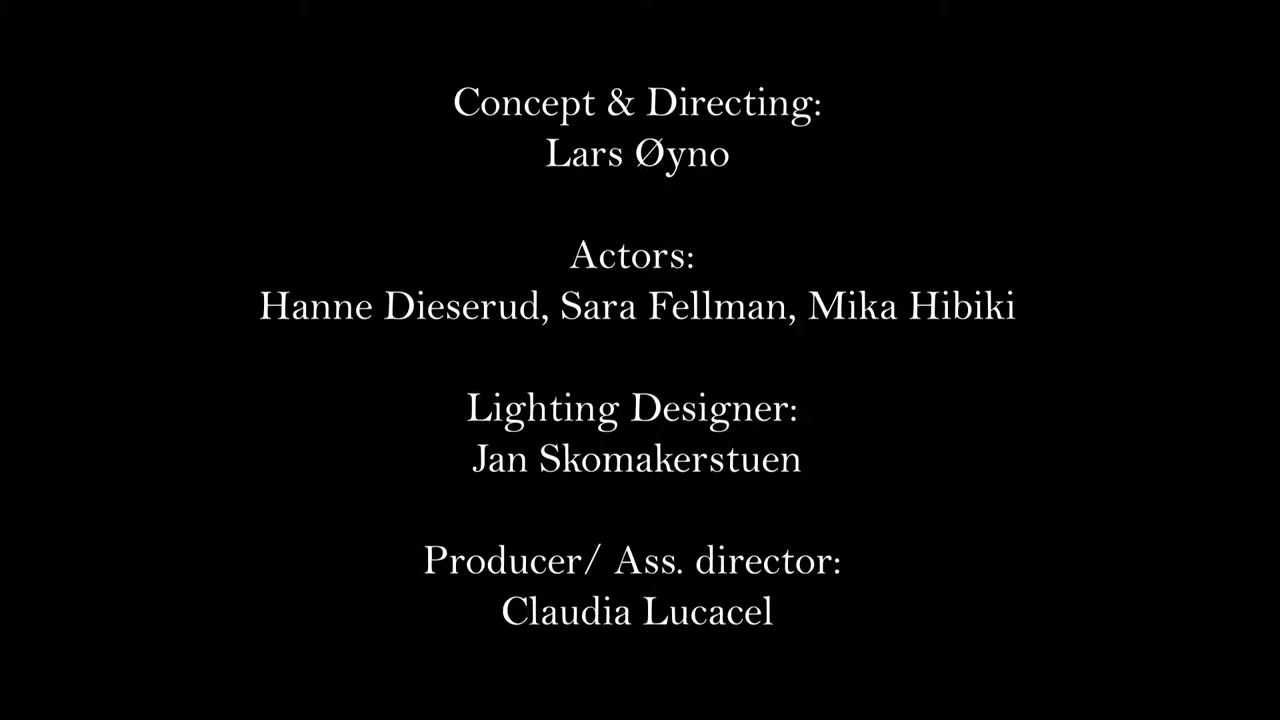 Concept & Directing:
Lars Øyno
Actors:
Hanne Dieserud, Sara Fellman, Mika Hibiki
Lighting Designer:
Jan Skomakerstuen
Producer/ Ass. director:
Claudia Lucacel